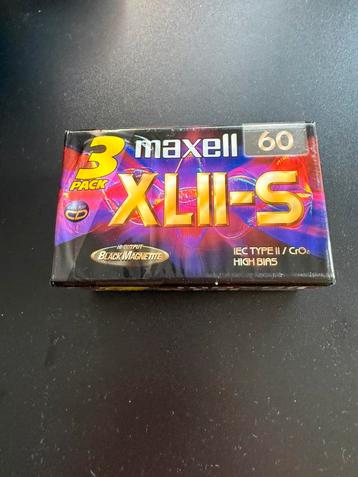 3
PACK
maxell
60
XLII-S
HI-OUTPUT
BLACK MAGNETITE
IEC TYPE II / CrO₂
HIGH BIAS